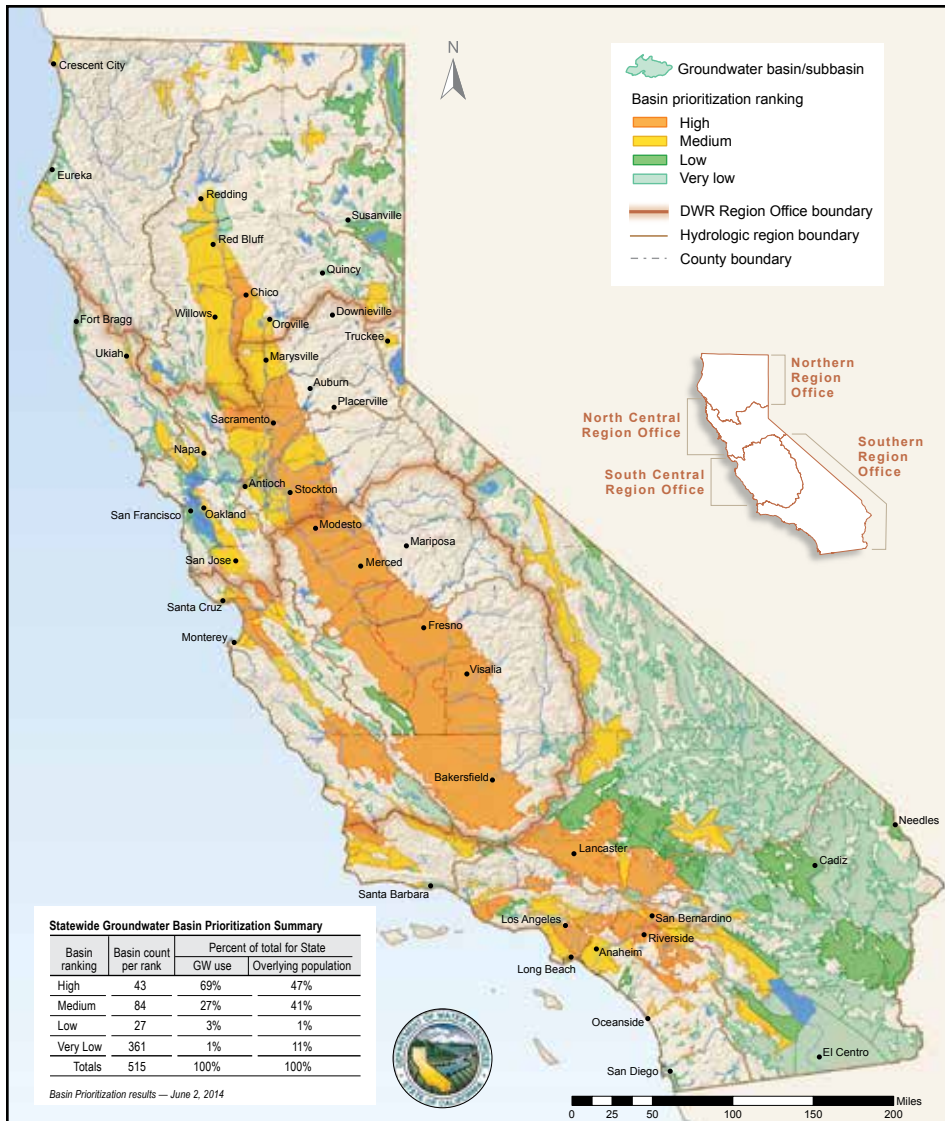 N
Groundwater basin/subbasin
Basin prioritization ranking
High
Medium
Low
Very low
DWR Region Office boundary
Hydrologic region boundary
County boundary
Crescent City
Eureka
Redding
Susanville
Red Bluff
Quincy
Chico
Willows
Oroville
Downieville
Fort Bragg
Truckee
Ukiah
Marysville
Auburn
Placerville
Sacramento
Napa
Antioch
Stockton
San Francisco
Oakland
Modesto
Mariposa
San Jose
Merced
Santa Cruz
Monterey
Fresno
Visalia
Bakersfield
Needles
Lancaster
Cadiz
Santa Barbara
Los Angeles
San Bernardino
Riverside
Anaheim
Long Beach
Oceanside
El Centro
San Diego
Northern
Region
Office
North Central
Region Office
Southern
Region
Office
South Central
Region Office
Statewide Groundwater Basin Prioritization Summary
Basin ranking Basin count per rank Percent of total for State
GW use Overlying population
High 43 69% 47%
Medium 84 27% 41%
Low 27 3% 1%
Very Low 361 1% 11%
Totals 515 100% 100%
Basin Prioritization results — June 2, 2014
DEPARTMENT OF WATER RESOURCES
STATE OF CALIFORNIA
Miles
0 25 50 100 150 200